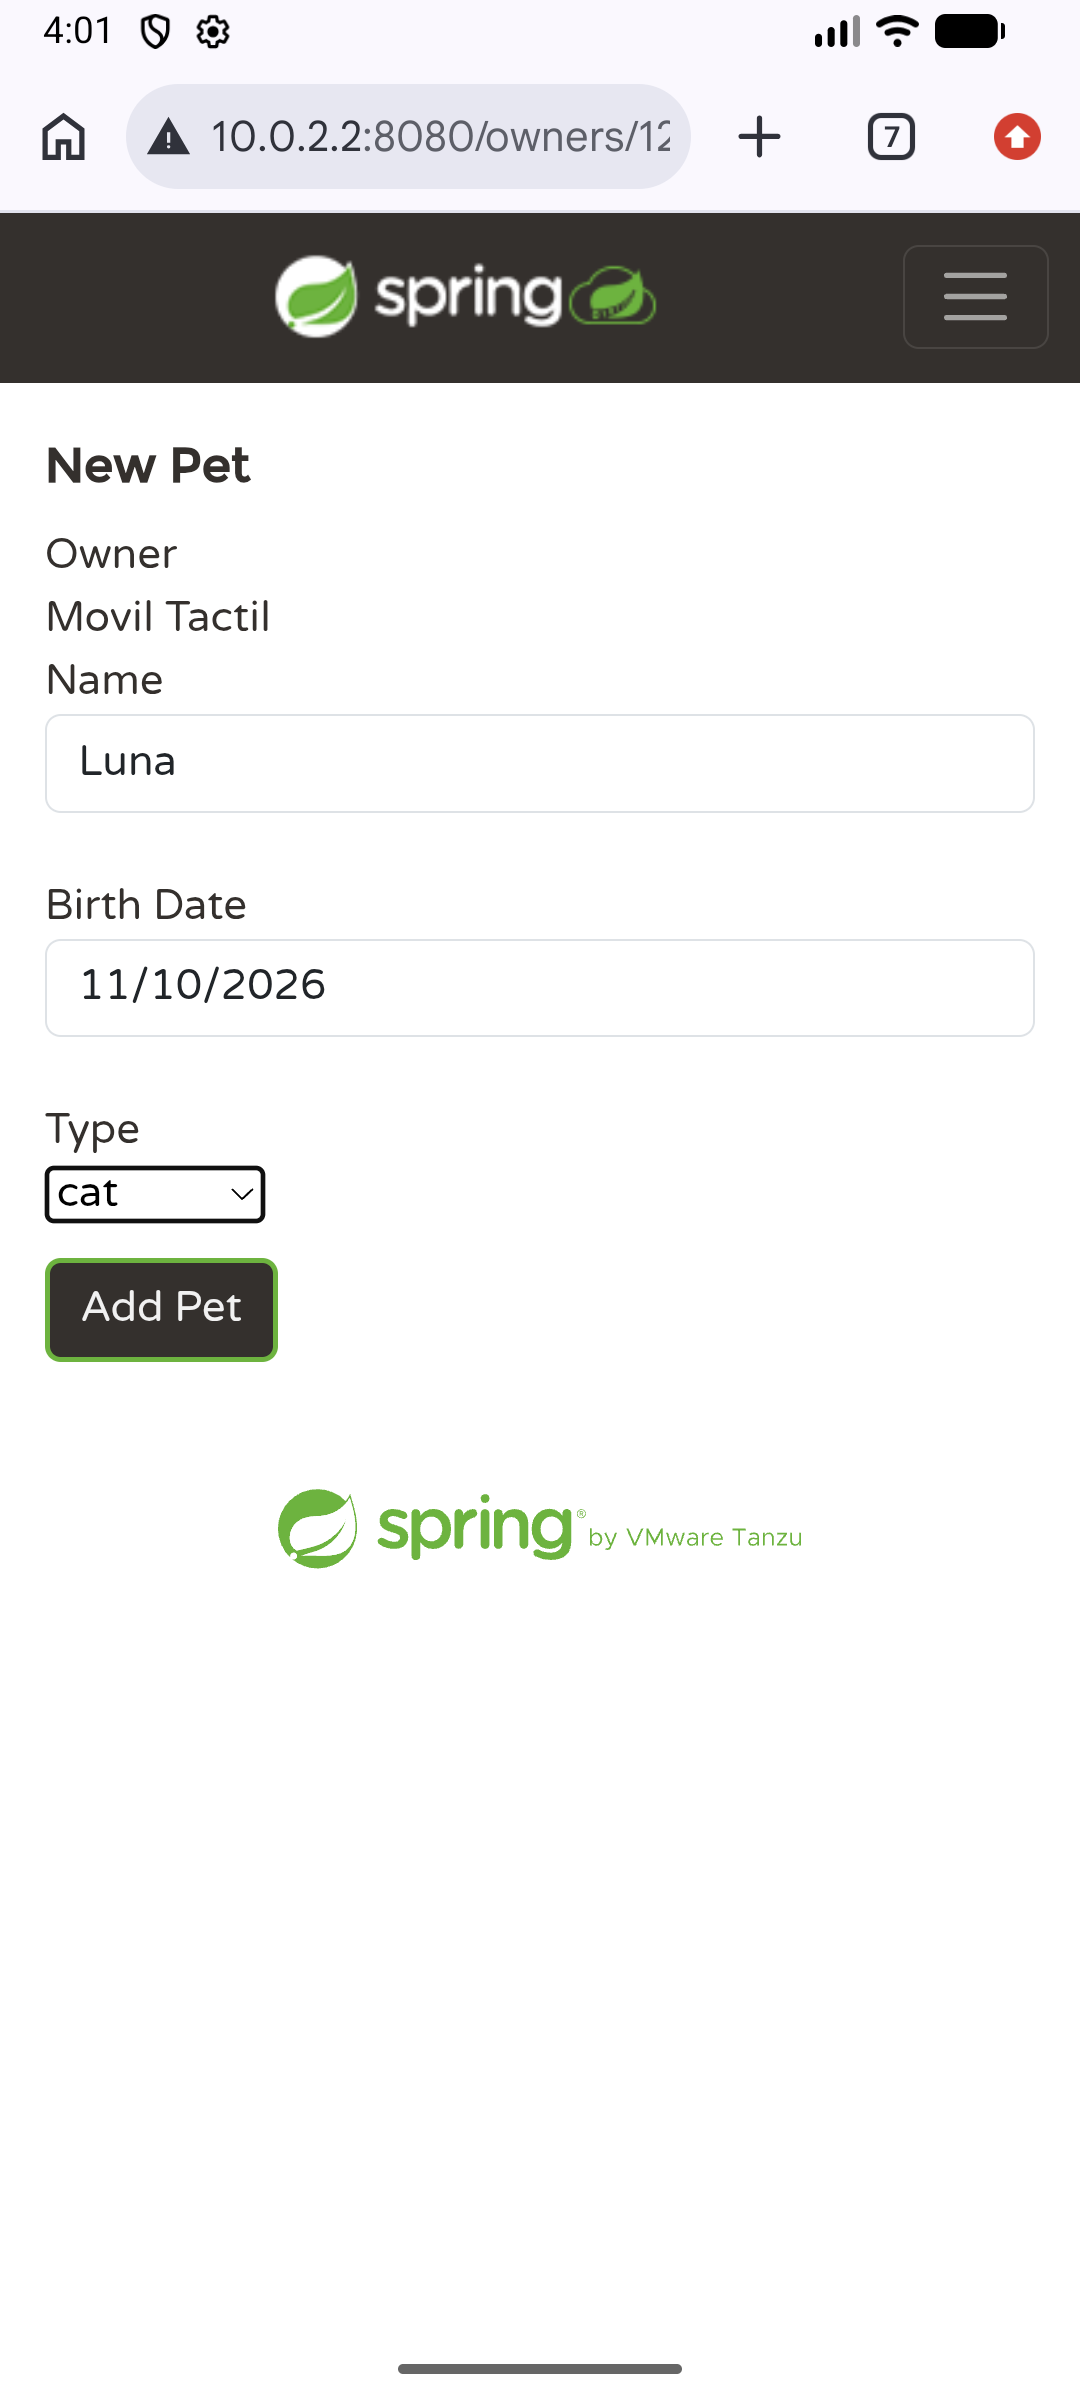 4:01
10.0.2.2:8080/owners/12
7
spring
New Pet
Owner
Movil Tactil
Name
Luna
Birth Date
11/10/2026
Type
cat
Add Pet
spring® by VMware Tanzu